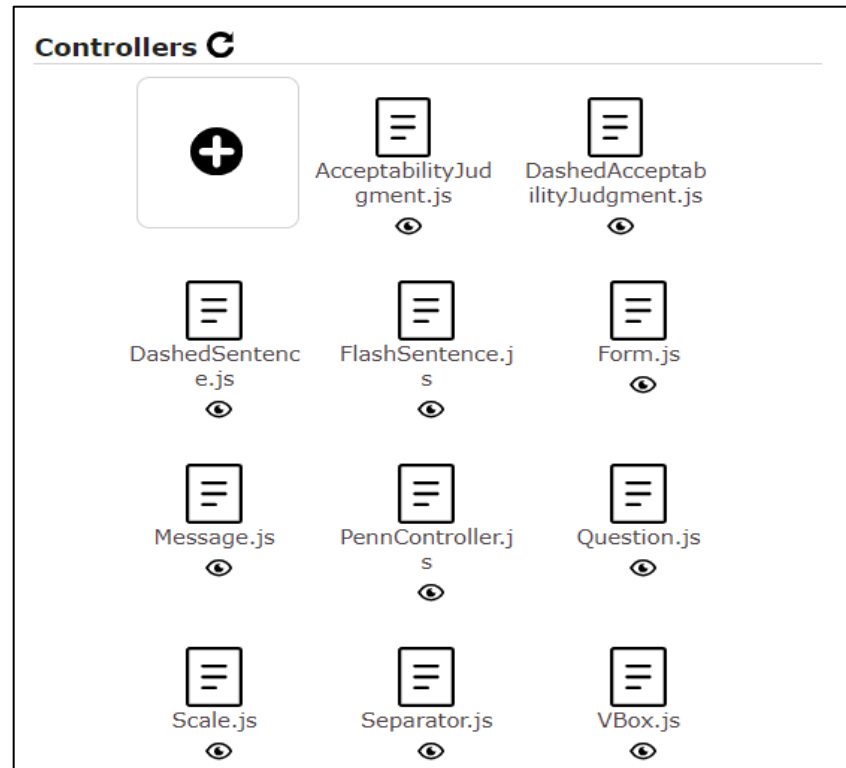 Controllers
AcceptabilityJud
gment.js
DashedAcceptab
ilityJudgment.js
DashedSentenc
e.js
FlashSentence.j
s
Form.js
Message.js
PennController.j
s
Question.js
Scale.js
Separator.js
VBox.js